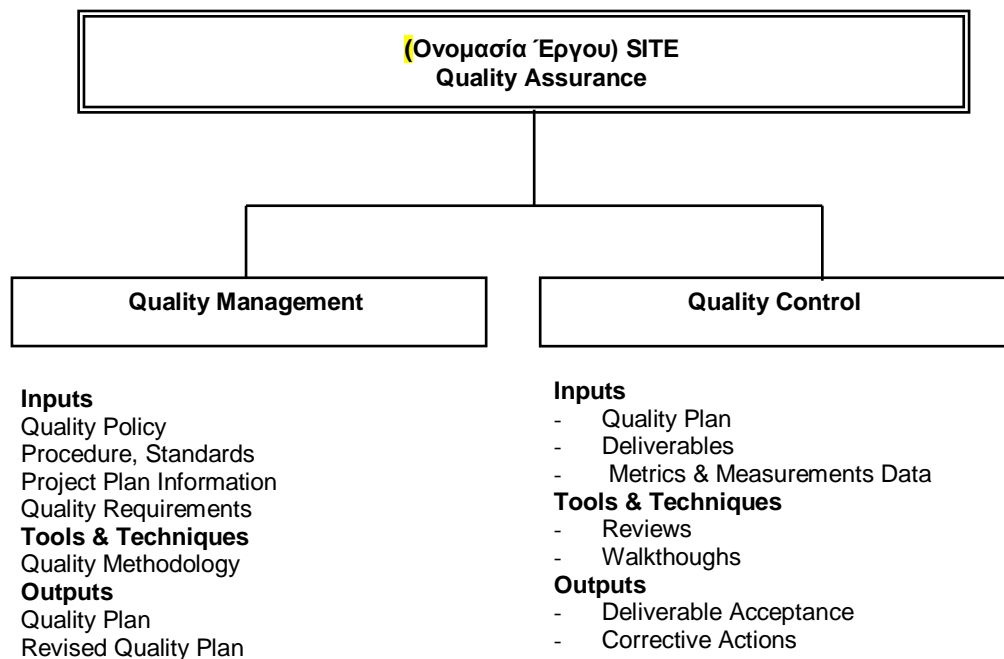 (Ονομασία Έργου) SITE
Quality Assurance
Quality Management
Inputs
Quality Policy
Procedure, Standards
Project Plan Information
Quality Requirements
Tools & Techniques
Quality Methodology
Outputs
Quality Plan
Revised Quality Plan
Quality Control
Inputs
- Quality Plan
- Deliverables
- Metrics & Measurements Data
Tools & Techniques
- Reviews
- Walkthoughs
Outputs
- Deliverable Acceptance
- Corrective Actions